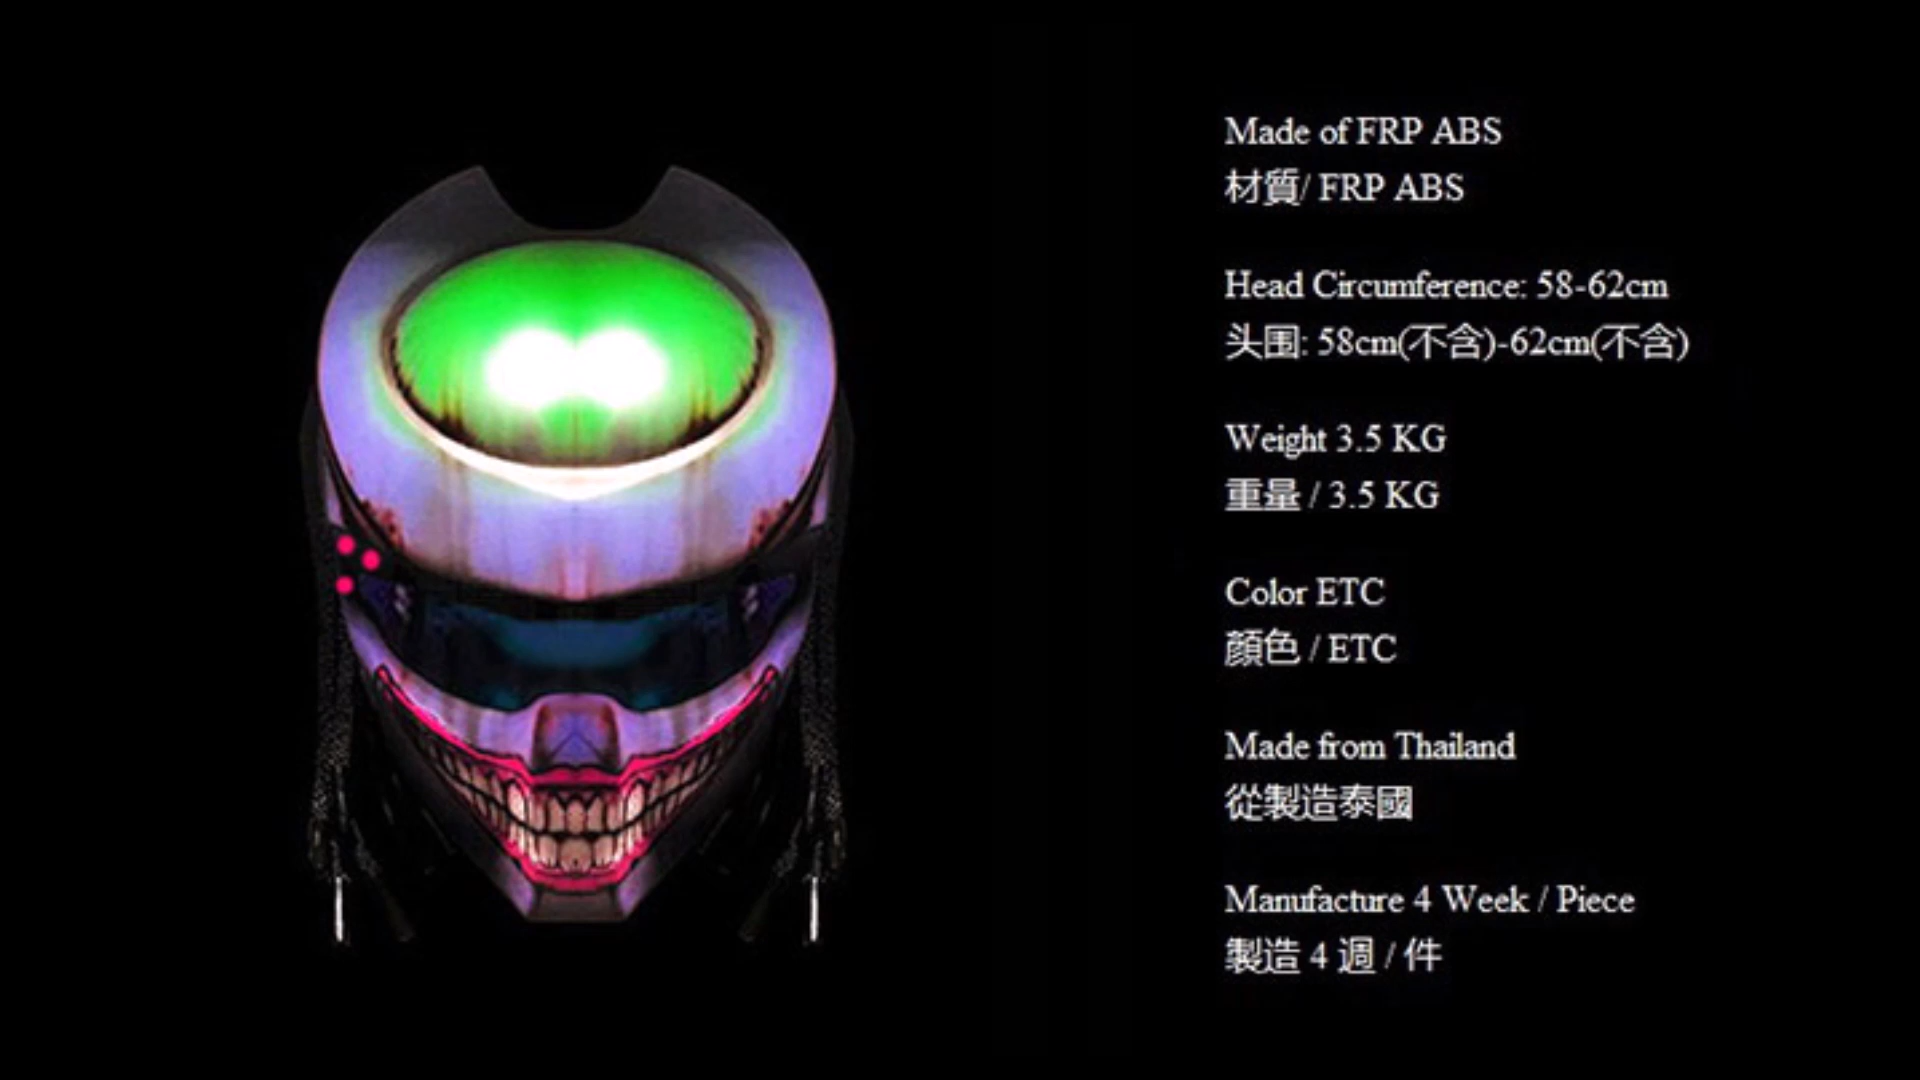 Made of FRP ABS
材質/ FRP ABS
Head Circumference: 58-62cm
头围: 58cm(不含)-62cm(不含)
Weight 3.5 KG
重量 / 3.5 KG
Color ETC
顏色 / ETC
Made from Thailand
從製造泰國
Manufacture 4 Week / Piece
製造 4 週 / 件